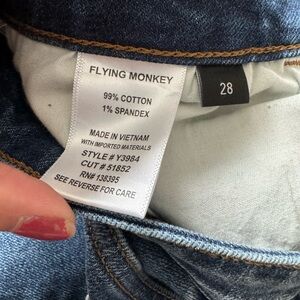 FLYING MONKEY
28
99% COTTON
1% SPANDEX
MADE IN VIETNAM
WITH IMPORTED MATERIALS
STYLE # Y3984
CUT # 51852
RN# 138395
SEE REVERSE FOR CARE